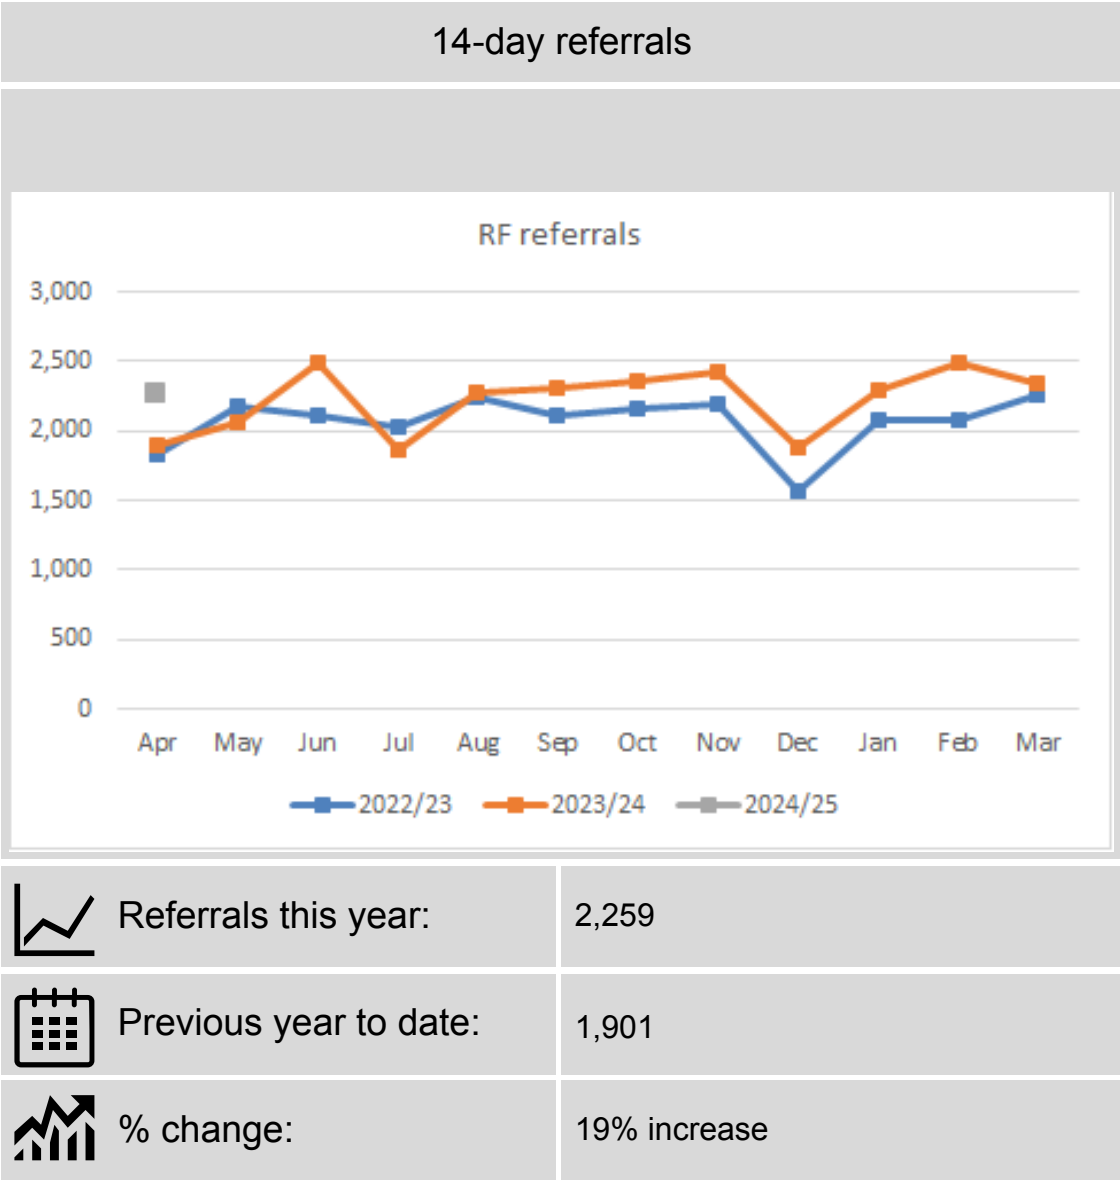 14-day referrals
RF referrals
3,000
2,500
2,000
1,500
1,000
500
0
Apr May Jun Jul Aug Sep Oct Nov Dec Jan Feb Mar
2022/23 2023/24 2024/25
Referrals this year: 2,259
Previous year to date: 1,901
% change: 19% increase